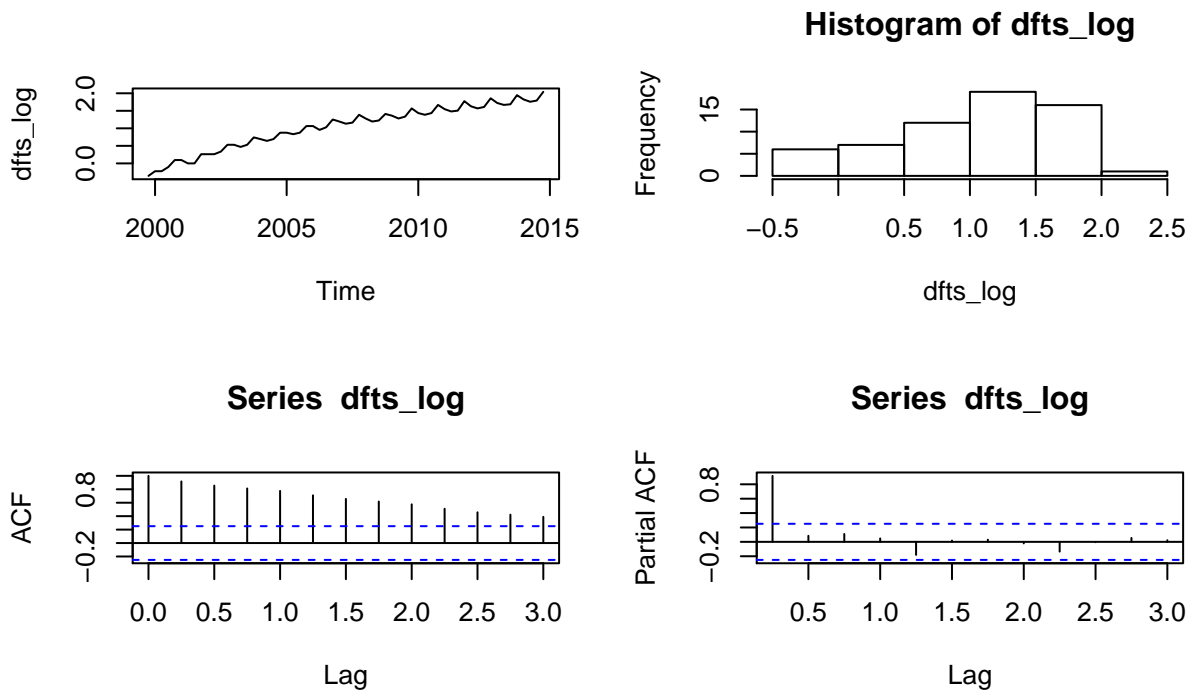 Histogram of dfts_log
dfts_log
0.0 2.0
2000 2005 2010 2015
Time
Frequency
0 15
−0.5 0.5 1.0 1.5 2.0 2.5
dfts_log
Series dfts_log
ACF
−0.2 0.8
0.0 0.5 1.0 1.5 2.0 2.5 3.0
Lag
Series dfts_log
Partial ACF
−0.2 0.8
0.5 1.0 1.5 2.0 2.5 3.0
Lag